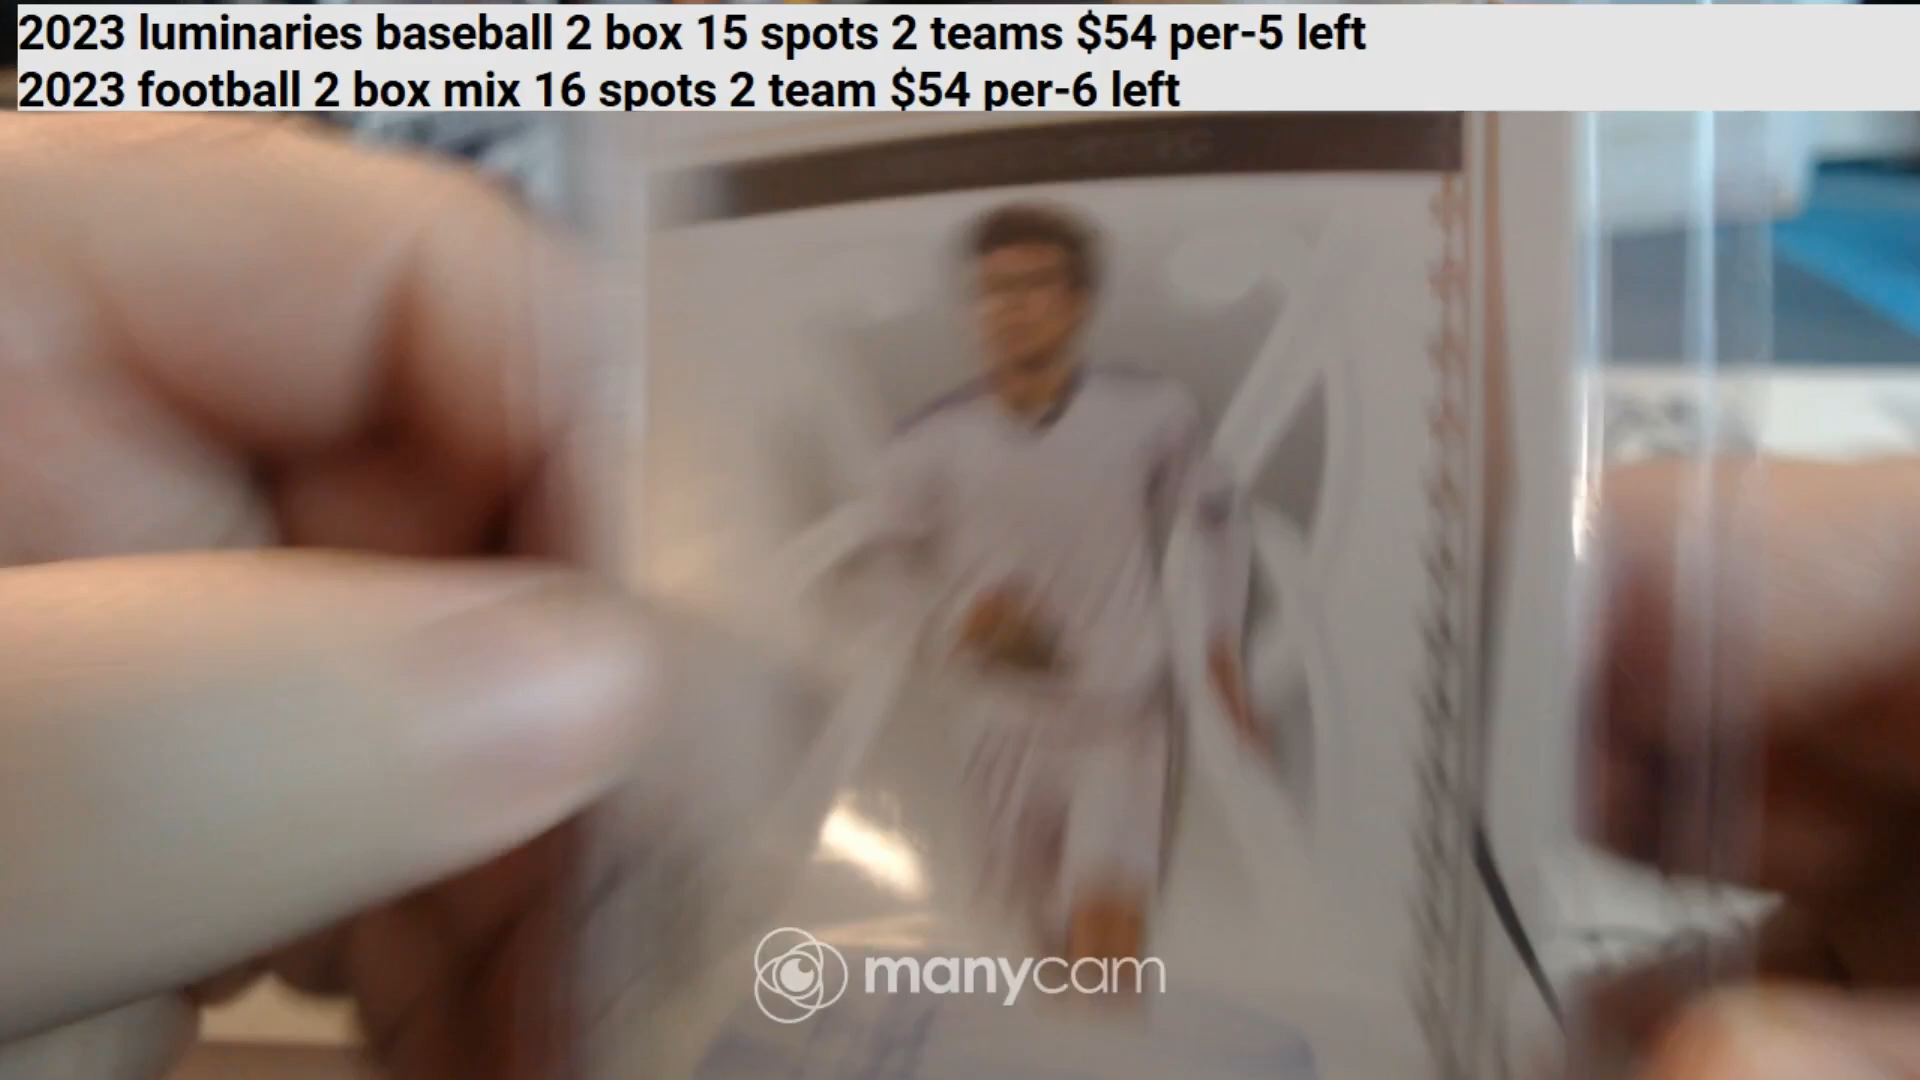 2023 luminaries baseball 2 box 15 spots 2 teams $54 per-5 left
2023 football 2 box mix 16 spots 2 team $54 per-6 left
manycam